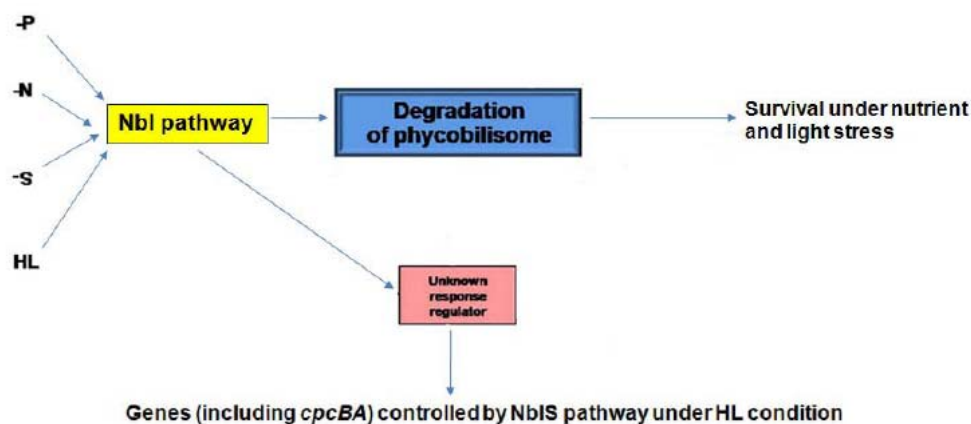 -P
-N
-S
HL
Nbl pathway
Degradation
of phycobilisome
Survival under nutrient
and light stress
Unknown
response
regulator
Genes (including cpcBA) controlled by NblS pathway under HL condition